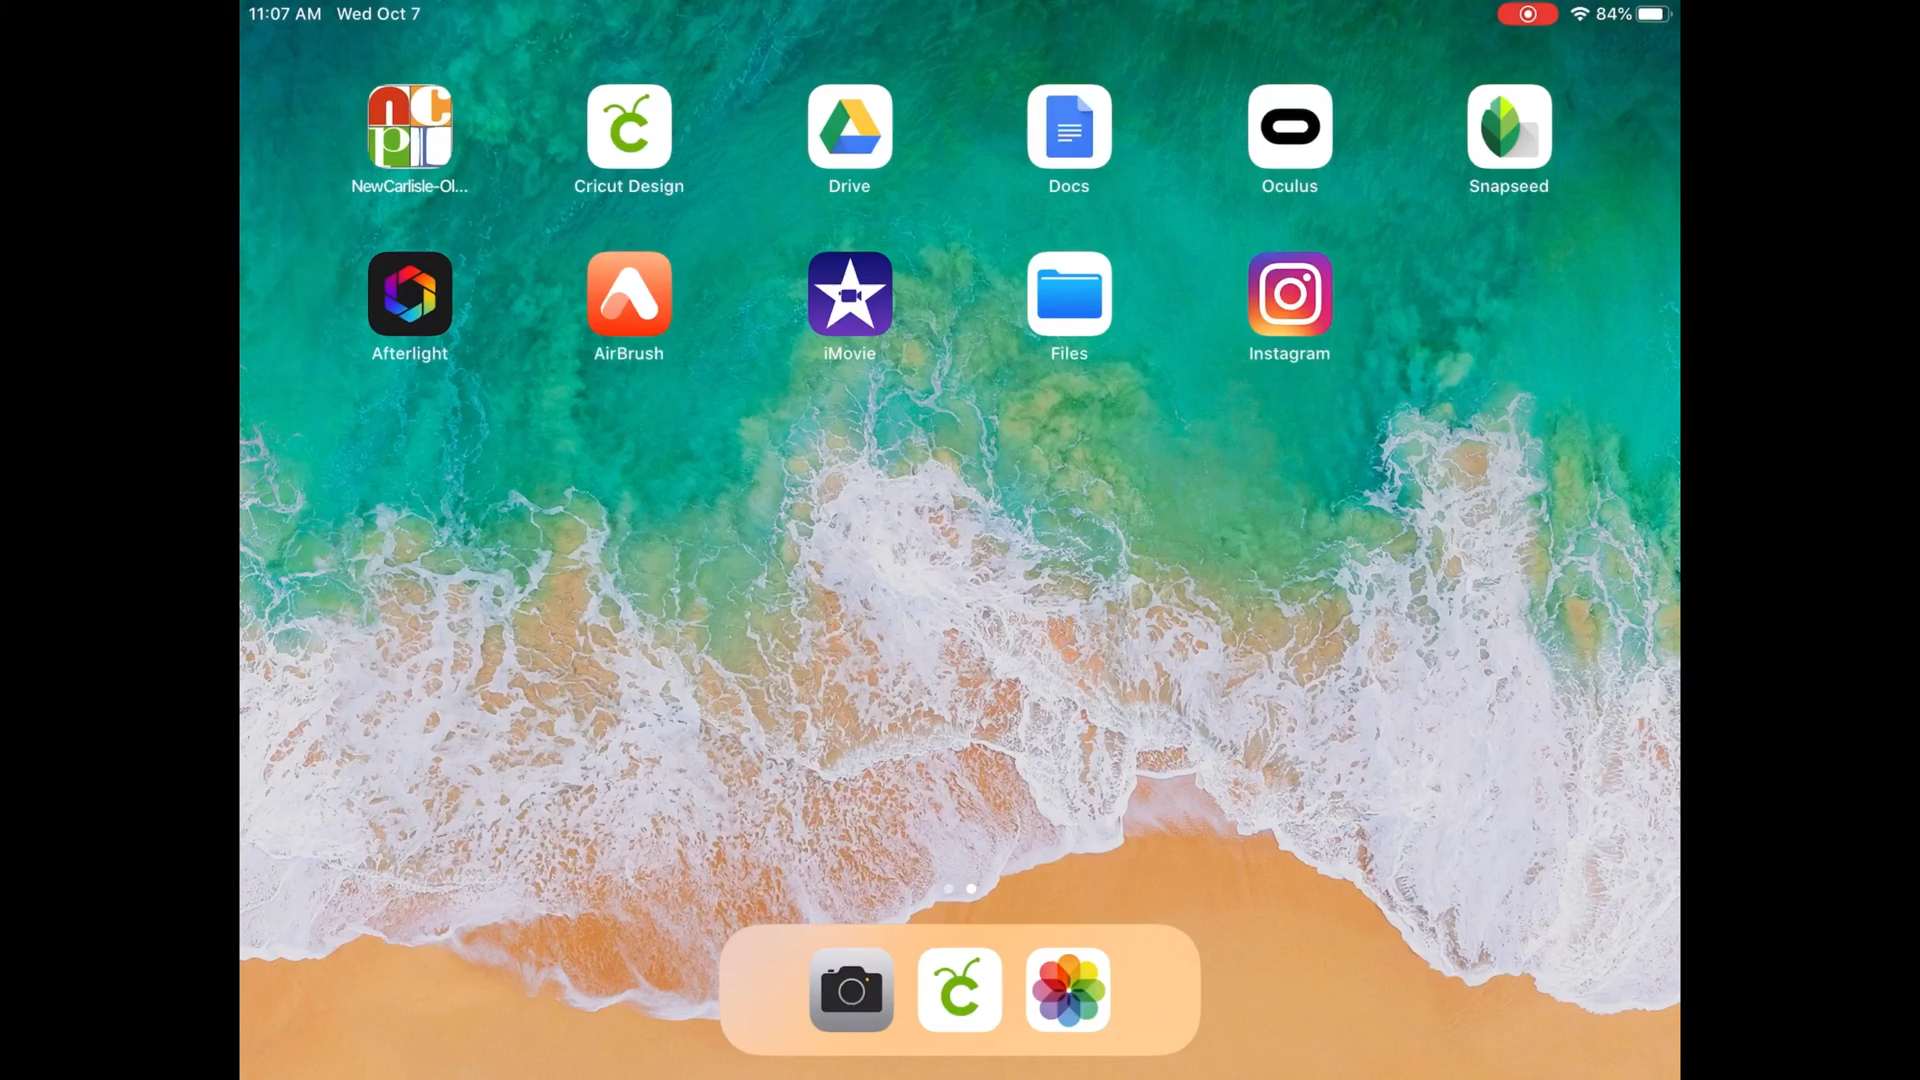 11:07 AM Wed Oct 7
84%
ncpl
NewCarlisle-Ol...
Cricut Design
Drive
Docs
Oculus
Snapseed
Afterlight
AirBrush
iMovie
Files
Instagram